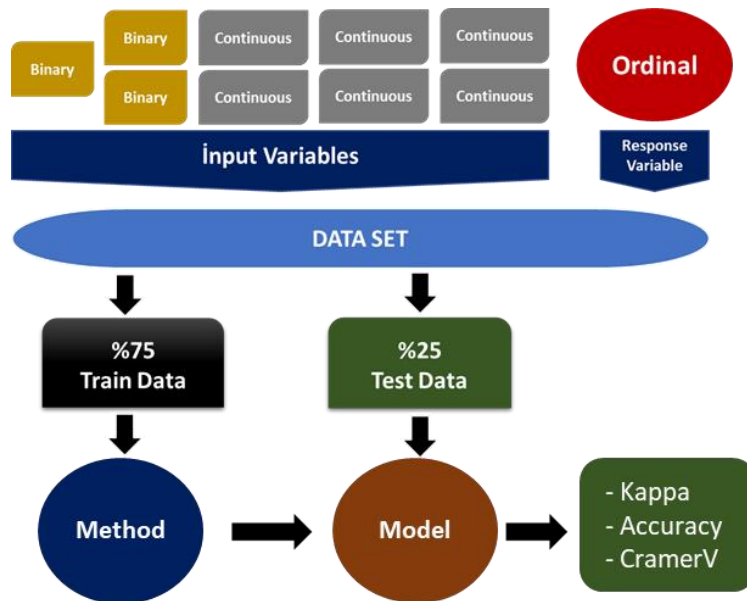 Binary
Binary
Continuous
Continuous
Continuous
Binary
Continuous
Continuous
Continuous
Ordinal
İnput Variables
Response
Variable
DATA SET
%75
Train Data
%25
Test Data
Method
Model
- Kappa
- Accuracy
- CramerV